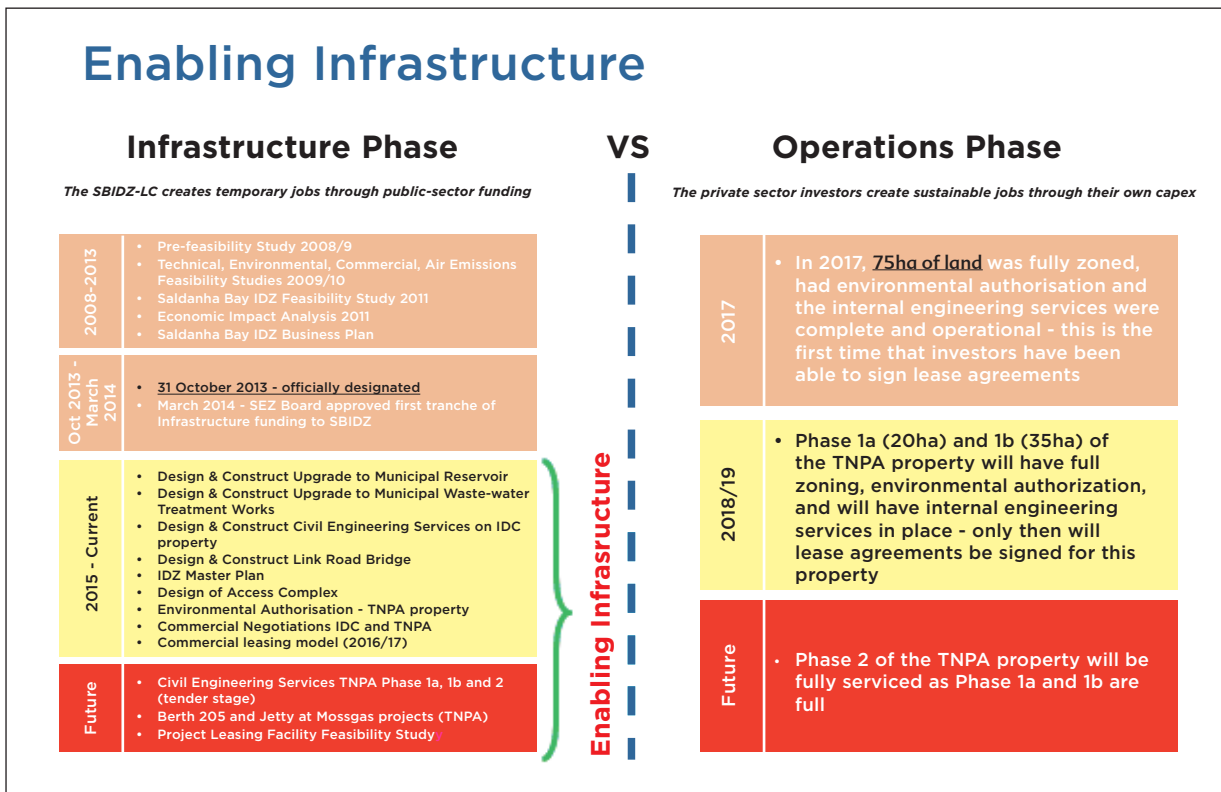 Enabling Infrastructure
Infrastructure Phase
VS
Operations Phase
The SBIDZ-LC creates temporary jobs through public-sector funding
The private sector investors create sustainable jobs through their own capex
2008-2013
• Pre-feasibility Study 2008/9
• Technical, Environmental, Commercial, Air Emissions
Feasibility Studies 2009/10
• Saldanha Bay IDZ Feasibility Study 2011
• Economic Impact Analysis 2011
• Saldanha Bay IDZ Business Plan
Oct 2013 -
March
2014
• 31 October 2013 - officially designated
• March 2014 - SEZ Board approved first tranche of
Infrastructure funding to SBIDZ
2015 - Current
• Design & Construct Upgrade to Municipal Reservoir
• Design & Construct Upgrade to Municipal Waste-water
Treatment Works
• Design & Construct Civil Engineering Services on IDC
property
• Design & Construct Link Road Bridge
• IDZ Master Plan
• Design of Access Complex
• Environmental Authorisation - TNPA property
• Commercial Negotiations IDC and TNPA
• Commercial leasing model (2016/17)
Future
• Civil Engineering Services TNPA Phase 1a, 1b and 2
(tender stage)
• Berth 205 and Jetty at Mossgas projects (TNPA)
• Project Leasing Facility Feasibility Studyy
Enabling Infrasructure
2017
• In 2017, 75ha of land was fully zoned,
had environmental authorisation and
the internal engineering services were
complete and operational - this is the
first time that investors have been
able to sign lease agreements
2018/19
• Phase 1a (20ha) and 1b (35ha) of
the TNPA property will have full
zoning, environmental authorization,
and will have internal engineering
services in place - only then will
lease agreements be signed for this
property
Future
• Phase 2 of the TNPA property will be
fully serviced as Phase 1a and 1b are
full